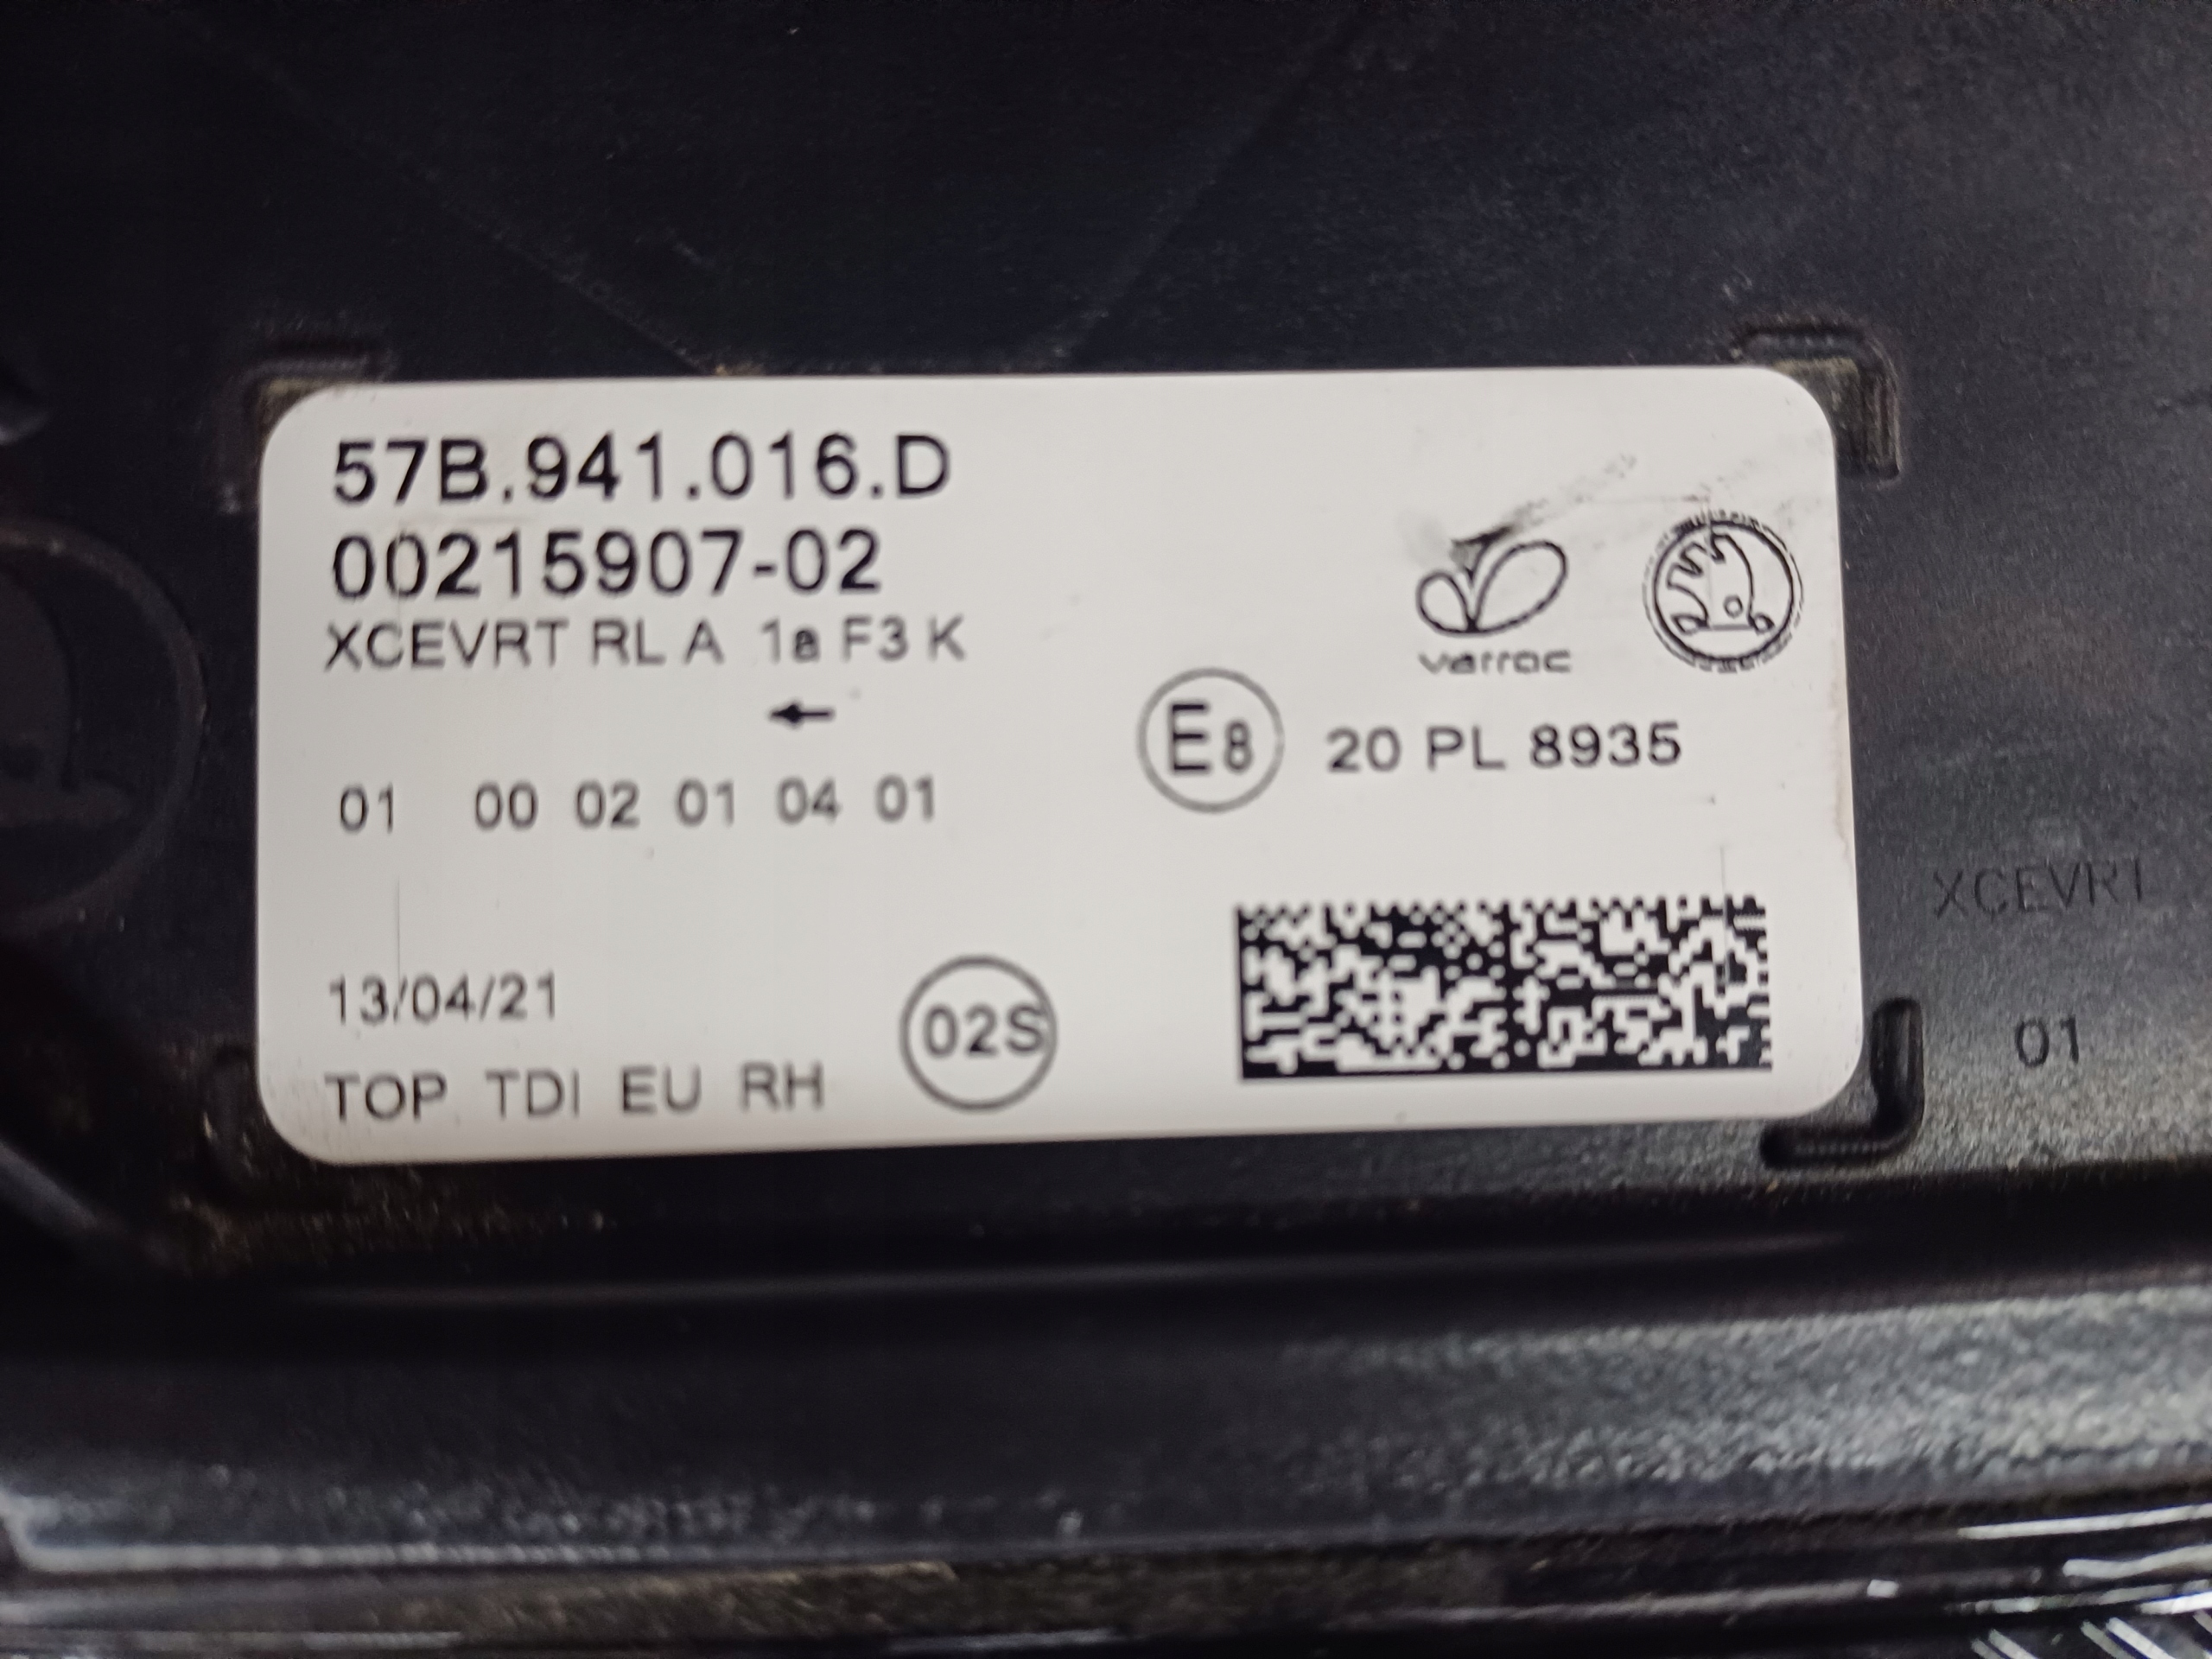 57B.941.016.D
00215907-02
XCEVRT RL A 1a F3 K
←
01 00 02 01 04 01
13/04/21
TOP TDI EU RH
02S
varroc
E8 20 PL 8935
XCEVRT
01